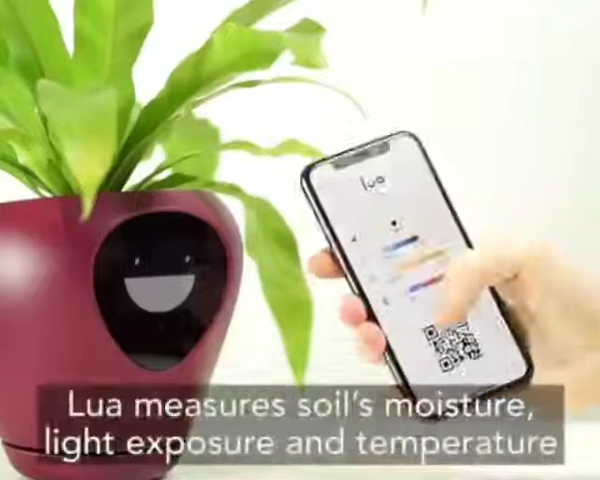 lua
Lua measures soil's moisture,
light exposure and temperature